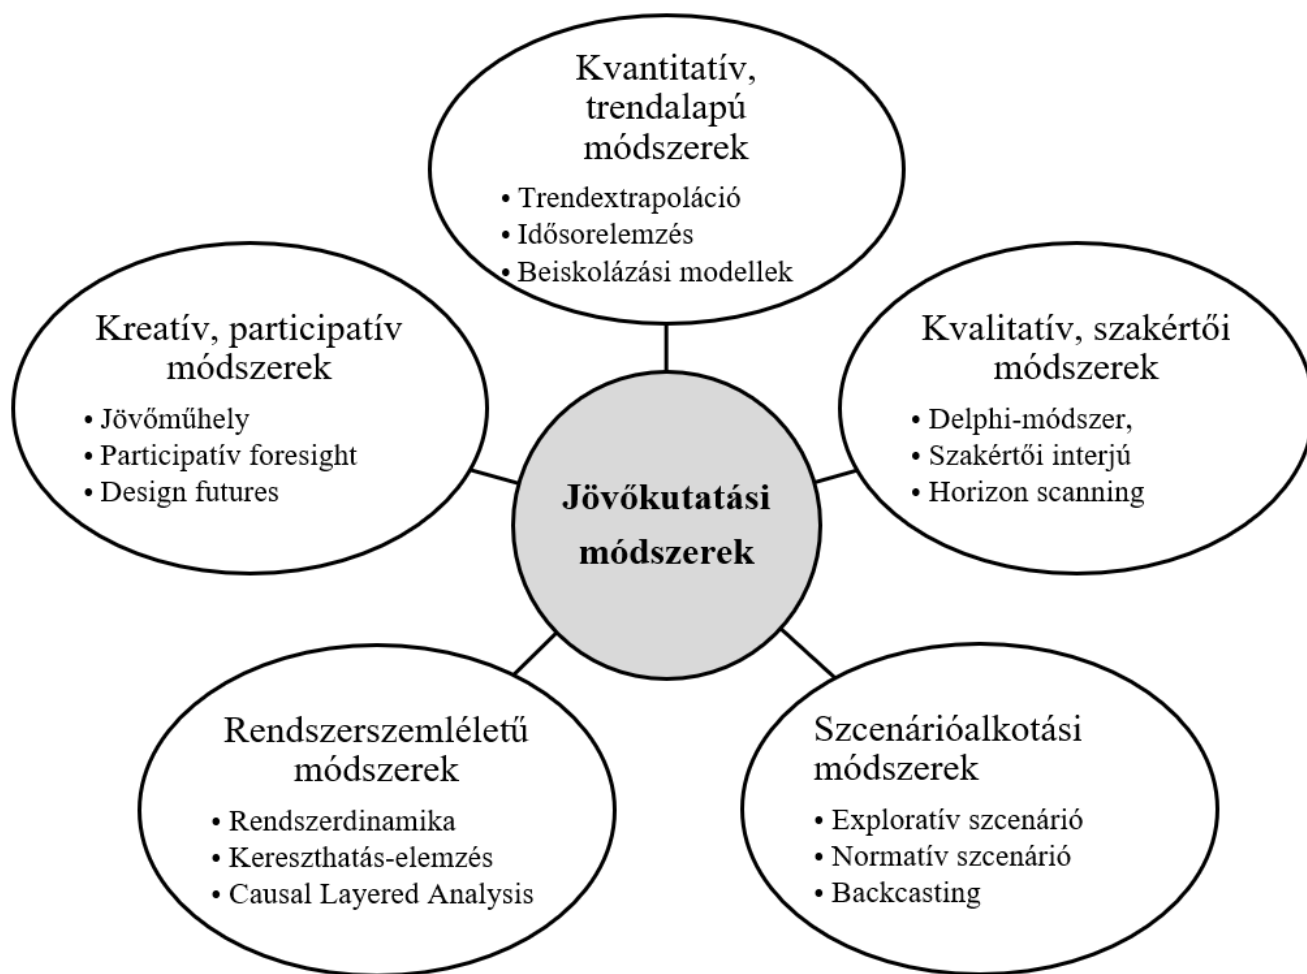 Kvantitatív,
trendalapú
módszerek
• Trendextrapoláció
• Idősorelemzés
• Beiskolázási modellek
Kreatív, participatív
módszerek
• Jövőműhely
• Participatív foresight
• Design futures
Kvalitatív, szakértői
módszerek
• Delphi-módszer,
• Szakértői interjú
• Horizon scanning
Jövőkutatási
módszerek
Rendszerszemléletű
módszerek
• Rendszerdinamika
• Kereszthatás-elemzés
• Causal Layered Analysis
Szcenárióalkotási
módszerek
• Exploratív szcenárió
• Normatív szcenárió
• Backcasting